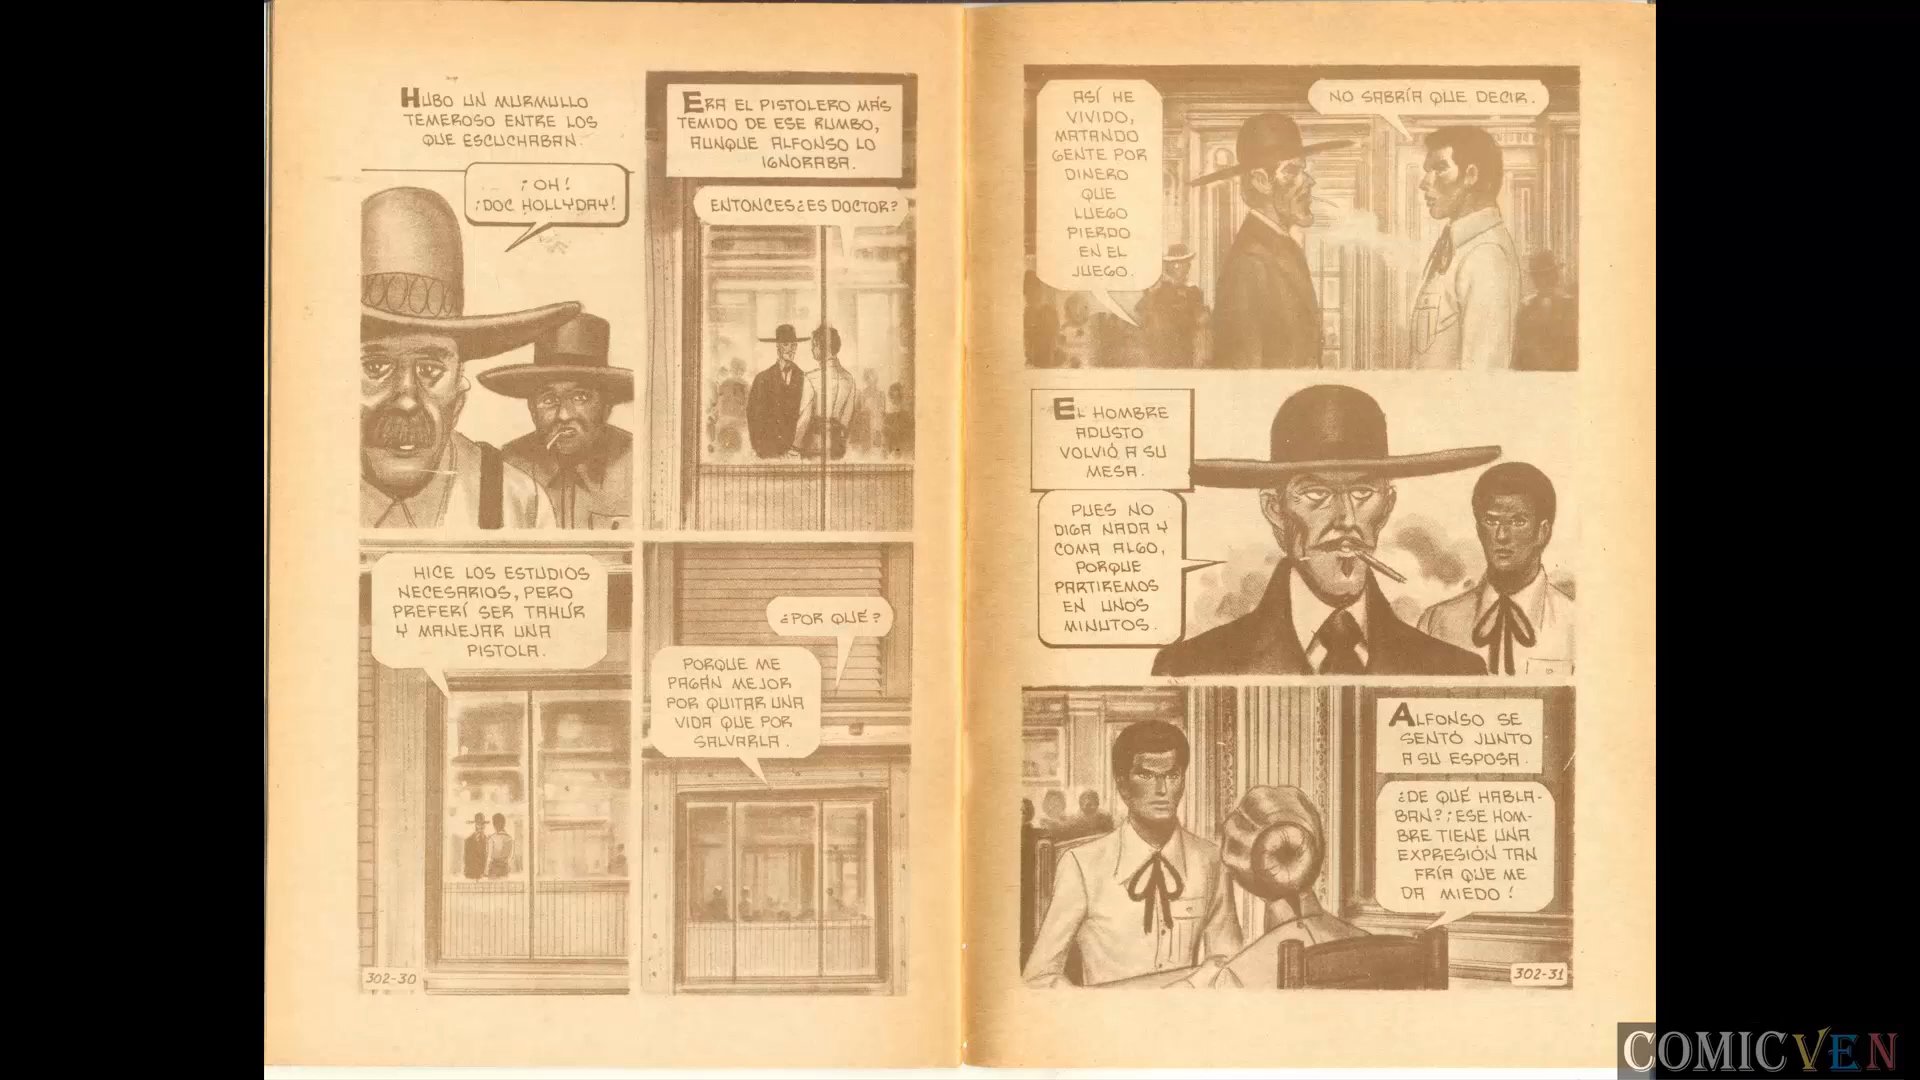 HUBO UN MURMULLO
TEMEROSO ENTRE LOS
QUE ESCUCHABAN.
¡OH!
¡DOC HOLLYDAY!
ERA EL PISTOLERO MÁS
TEMIDO DE ESE RUMBO,
AUNQUE ALFONSO LO
IGNORABA.
ENTONCES ¿ES DOCTOR?
HICE LOS ESTUDIOS
NECESARIOS, PERO
PREFERÍ SER TAHÚR
Y MANEJAR UNA
PISTOLA.
¿POR QUÉ?
PORQUE ME
PAGAN MEJOR
POR QUITAR UNA
VIDA QUE POR
SALVARLA.
302-30
ASÍ HE
VIVIDO,
MATANDO
GENTE POR
DINERO
QUE
LUEGO
PIERDO
EN EL
JUEGO.
NO SABRÍA QUE DECIR.
EL HOMBRE
ADUSTO
VOLVIÓ A SU
MESA.
PUES NO
DIGA NADA Y
COMA ALGO,
PORQUE
PARTIREMOS
EN UNOS
MINUTOS.
ALFONSO SE
SENTÓ JUNTO
A SU ESPOSA.
¿DE QUÉ HABLA-
BAN? ¡ESE HOM-
BRE TIENE UNA
EXPRESIÓN TAN
FRÍA QUE ME
DA MIEDO!
302-31
COMICVEN